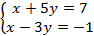 x + 5y = 7
x − 3y = −1